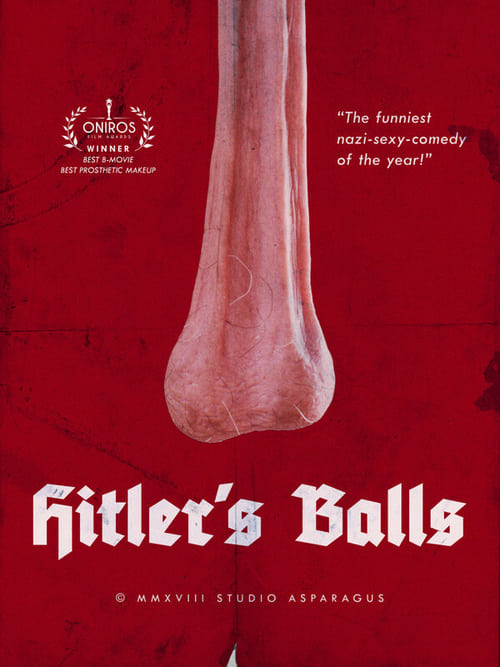 ONIROS
FILM AWARDS
WINNER
BEST B-MOVIE
BEST PROSTHETIC MAKEUP
“The funniest
nazi-sexy-comedy
of the year!”
Hitler’s Balls
© MMXVIII STUDIO ASPARAGUS